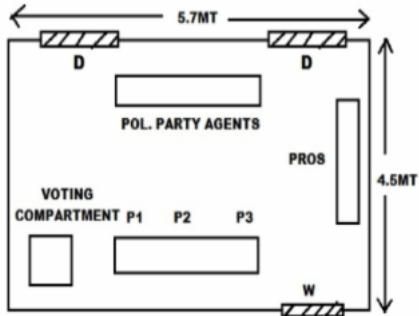 5.7MT
D D
POL. PARTY AGENTS
PROS
4.5MT
VOTING
COMPARTMENT P1 P2 P3
W